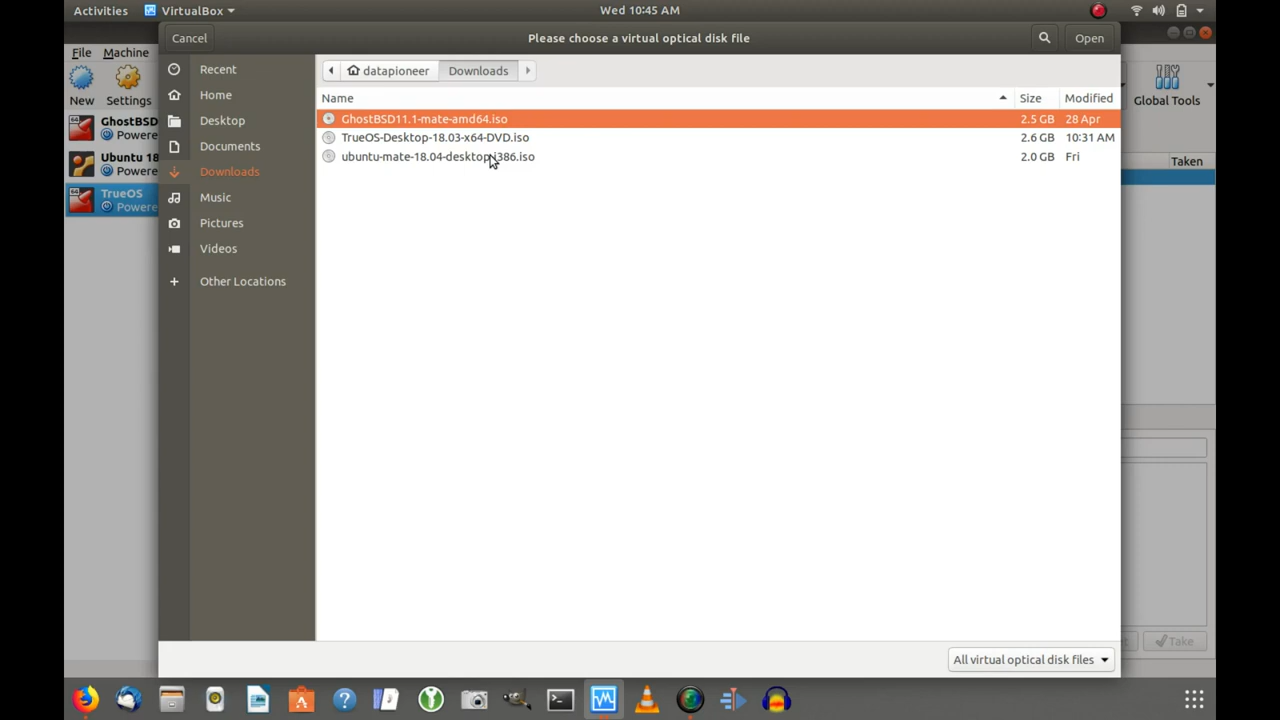 Activities VirtualBox Wed 10:45 AM
Cancel Please choose a virtual optical disk file Open
File Machine
datapioneer Downloads
New Settings Global Tools
Recent
Home
Desktop
Documents
Downloads
Music
Pictures
Videos
Other Locations
Name Size Modified
GhostBSD11.1-mate-amd64.iso 2.5 GB 28 Apr
TrueOS-Desktop-18.03-x64-DVD.iso 2.6 GB 10:31 AM
ubuntu-mate-18.04-desktop-i386.iso 2.0 GB Fri
GhostBS
Powere
Ubuntu 18
Powere
TrueOS
Powere
Taken
Take
All virtual optical disk files